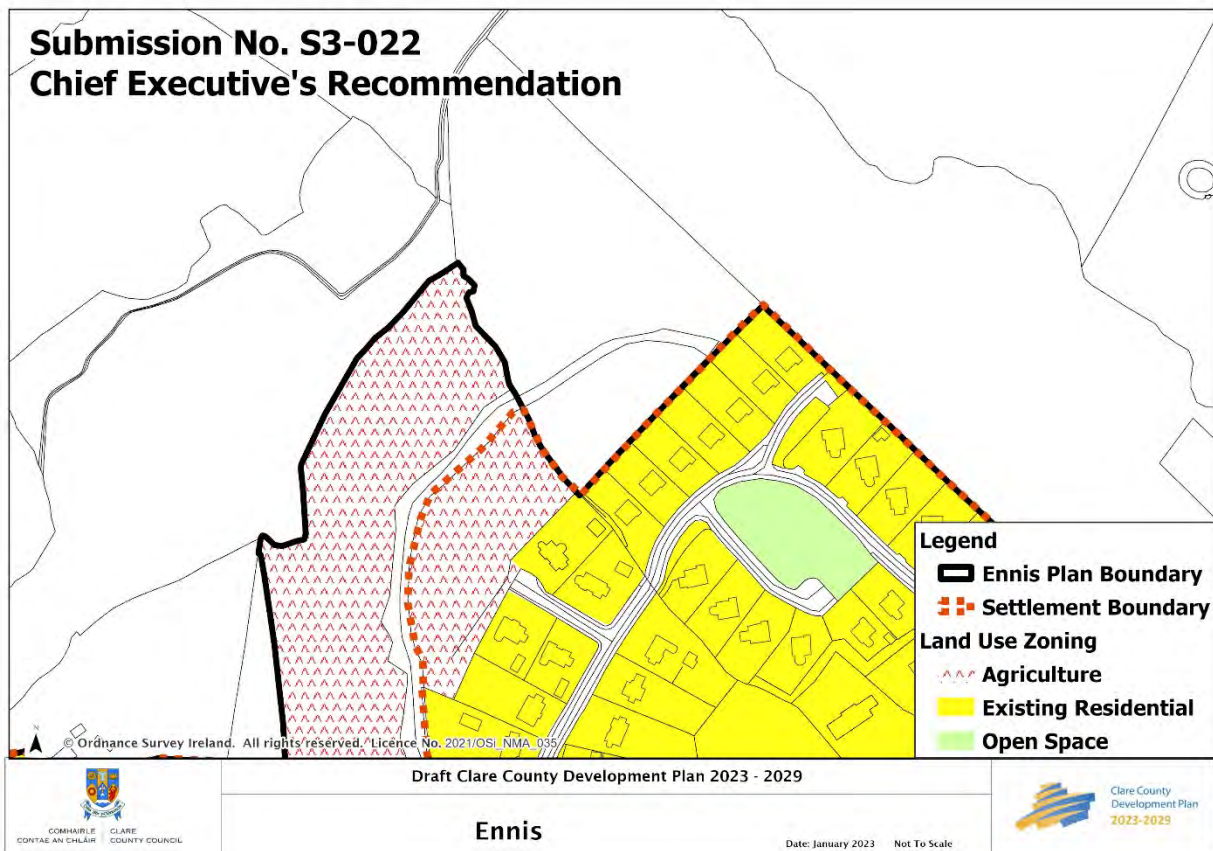 Submission No. S3-022
Chief Executive's Recommendation
Legend
Ennis Plan Boundary
Settlement Boundary
Land Use Zoning
Agriculture
Existing Residential
Open Space
N
© Ordnance Survey Ireland. All rights reserved. Licence No. 2021/OSi_NMA_035
COMHAIRLE CONTAE AN CHLÁIR
CLARE COUNTY COUNCIL
Draft Clare County Development Plan 2023 - 2029
Ennis
Date: January 2023 Not To Scale
Clare County
Development Plan
2023-2029